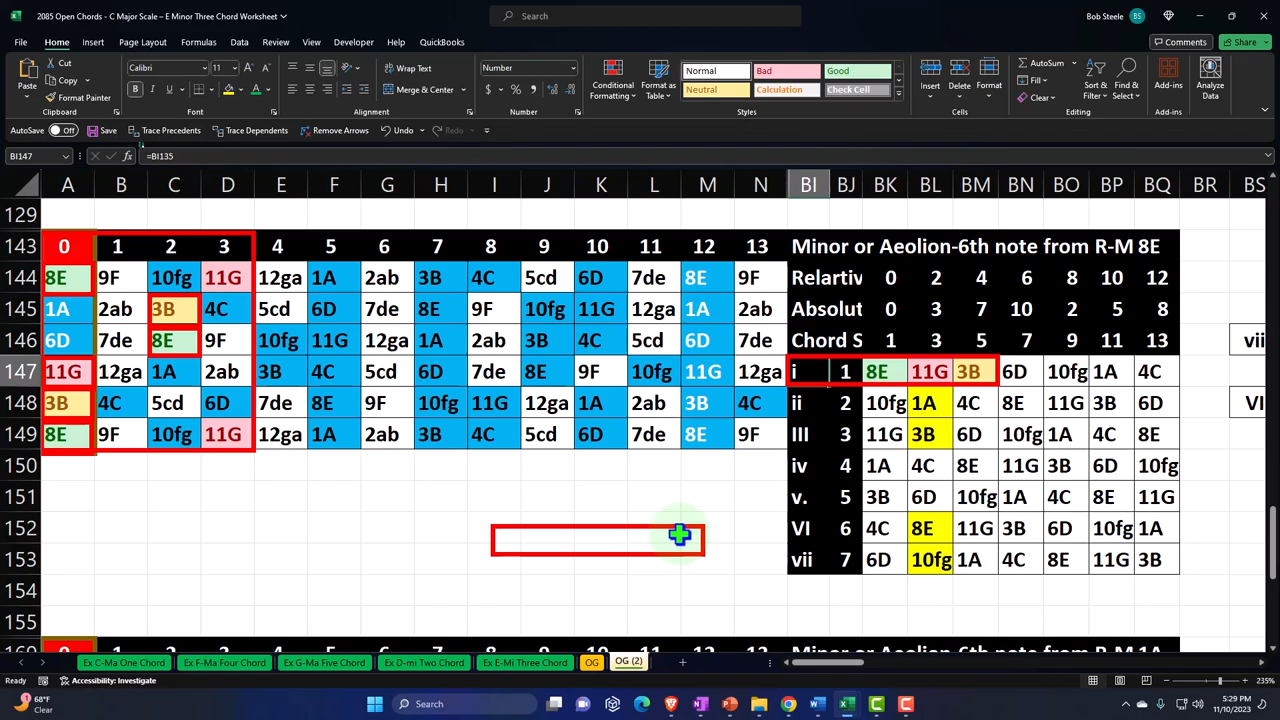 2085 Open Chords - C Major Scale – E Minor Three Chord Worksheet
Search
Bob Steele BS
File Home Insert Page Layout Formulas Data Review View Developer Help QuickBooks Comments Share
Paste Cut Copy Format Painter Clipboard
Calibri 11 Font
Wrap Text Merge & Center Alignment
Number Number
Conditional Formatting Format as Table
Normal Bad Good
Neutral Calculation Check Cell
Styles
Insert Delete Format Cells
AutoSum Fill Clear Sort & Filter Find & Select Editing
Add-ins Add-ins
Analyze Data
AutoSave Off Save Trace Precedents Trace Dependents Remove Arrows Undo Redo
BI147 =BI135
A B C D E F G H I J K L M N BI BJ BK BL BM BN BO BP BQ BR BS
129
143 0 1 2 3 4 5 6 7 8 9 10 11 12 13 Minor or Aeolion-6th note from R-M 8E
144 8E 9F 10fg 11G 12ga 1A 2ab 3B 4C 5cd 6D 7de 8E 9F Relartiv 0 2 4 6 8 10 12
145 1A 2ab 3B 4C 5cd 6D 7de 8E 9F 10fg 11G 12ga 1A 2ab Absolut 0 3 7 10 2 5 8
146 6D 7de 8E 9F 10fg 11G 12ga 1A 2ab 3B 4C 5cd 6D 7de Chord S 1 3 5 7 9 11 13 vii
147 11G 12ga 1A 2ab 3B 4C 5cd 6D 7de 8E 9F 10fg 11G 12ga i 1 8E 11G 3B 6D 10fg 1A 4C
148 3B 4C 5cd 6D 7de 8E 9F 10fg 11G 12ga 1A 2ab 3B 4C ii 2 10fg 1A 4C 8E 11G 3B 6D VI
149 8E 9F 10fg 11G 12ga 1A 2ab 3B 4C 5cd 6D 7de 8E 9F III 3 11G 3B 6D 10fg 1A 4C 8E
150 iv 4 1A 4C 8E 11G 3B 6D 10fg
151 v. 5 3B 6D 10fg 1A 4C 8E 11G
152 VI 6 4C 8E 11G 3B 6D 10fg 1A
153 vii 7 6D 10fg 1A 4C 8E 11G 3B
154
155
Ex C-Ma One Chord Ex F-Ma Four Chord Ex G-Ma Five Chord Ex D-mi Two Chord Ex E-Mi Three Chord OG OG (2)
Ready Accessibility: Investigate 235%
68°F
Clear
Search
5:29 PM
11/10/2023